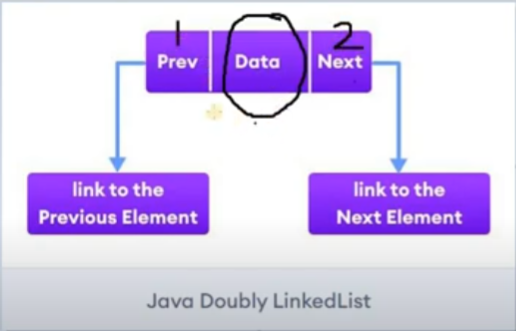 1 2
Prev Data Next
link to the
Previous Element
link to the
Next Element
Java Doubly LinkedList